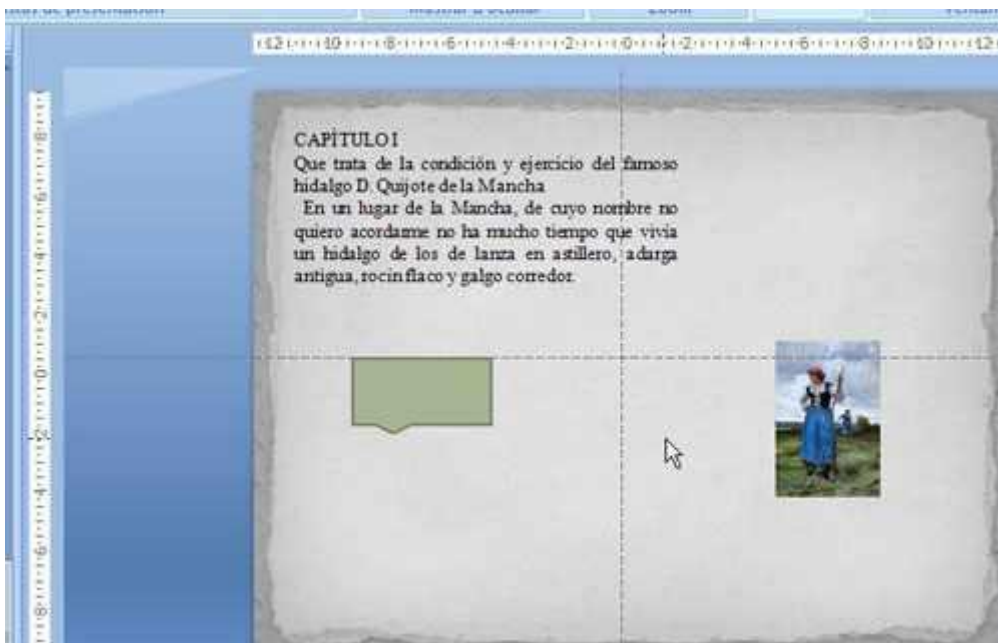 CAPÌTULO I
Que trata de la condición y ejercicio del famoso
hidalgo D. Quijote de la Mancha
En un lugar de la Mancha, de cuyo nombre no
quiero acordarme no ha mucho tiempo que vivía
un hidalgo de los de lanza en astillero, adarga
antigua, rocín flaco y galgo corredor.